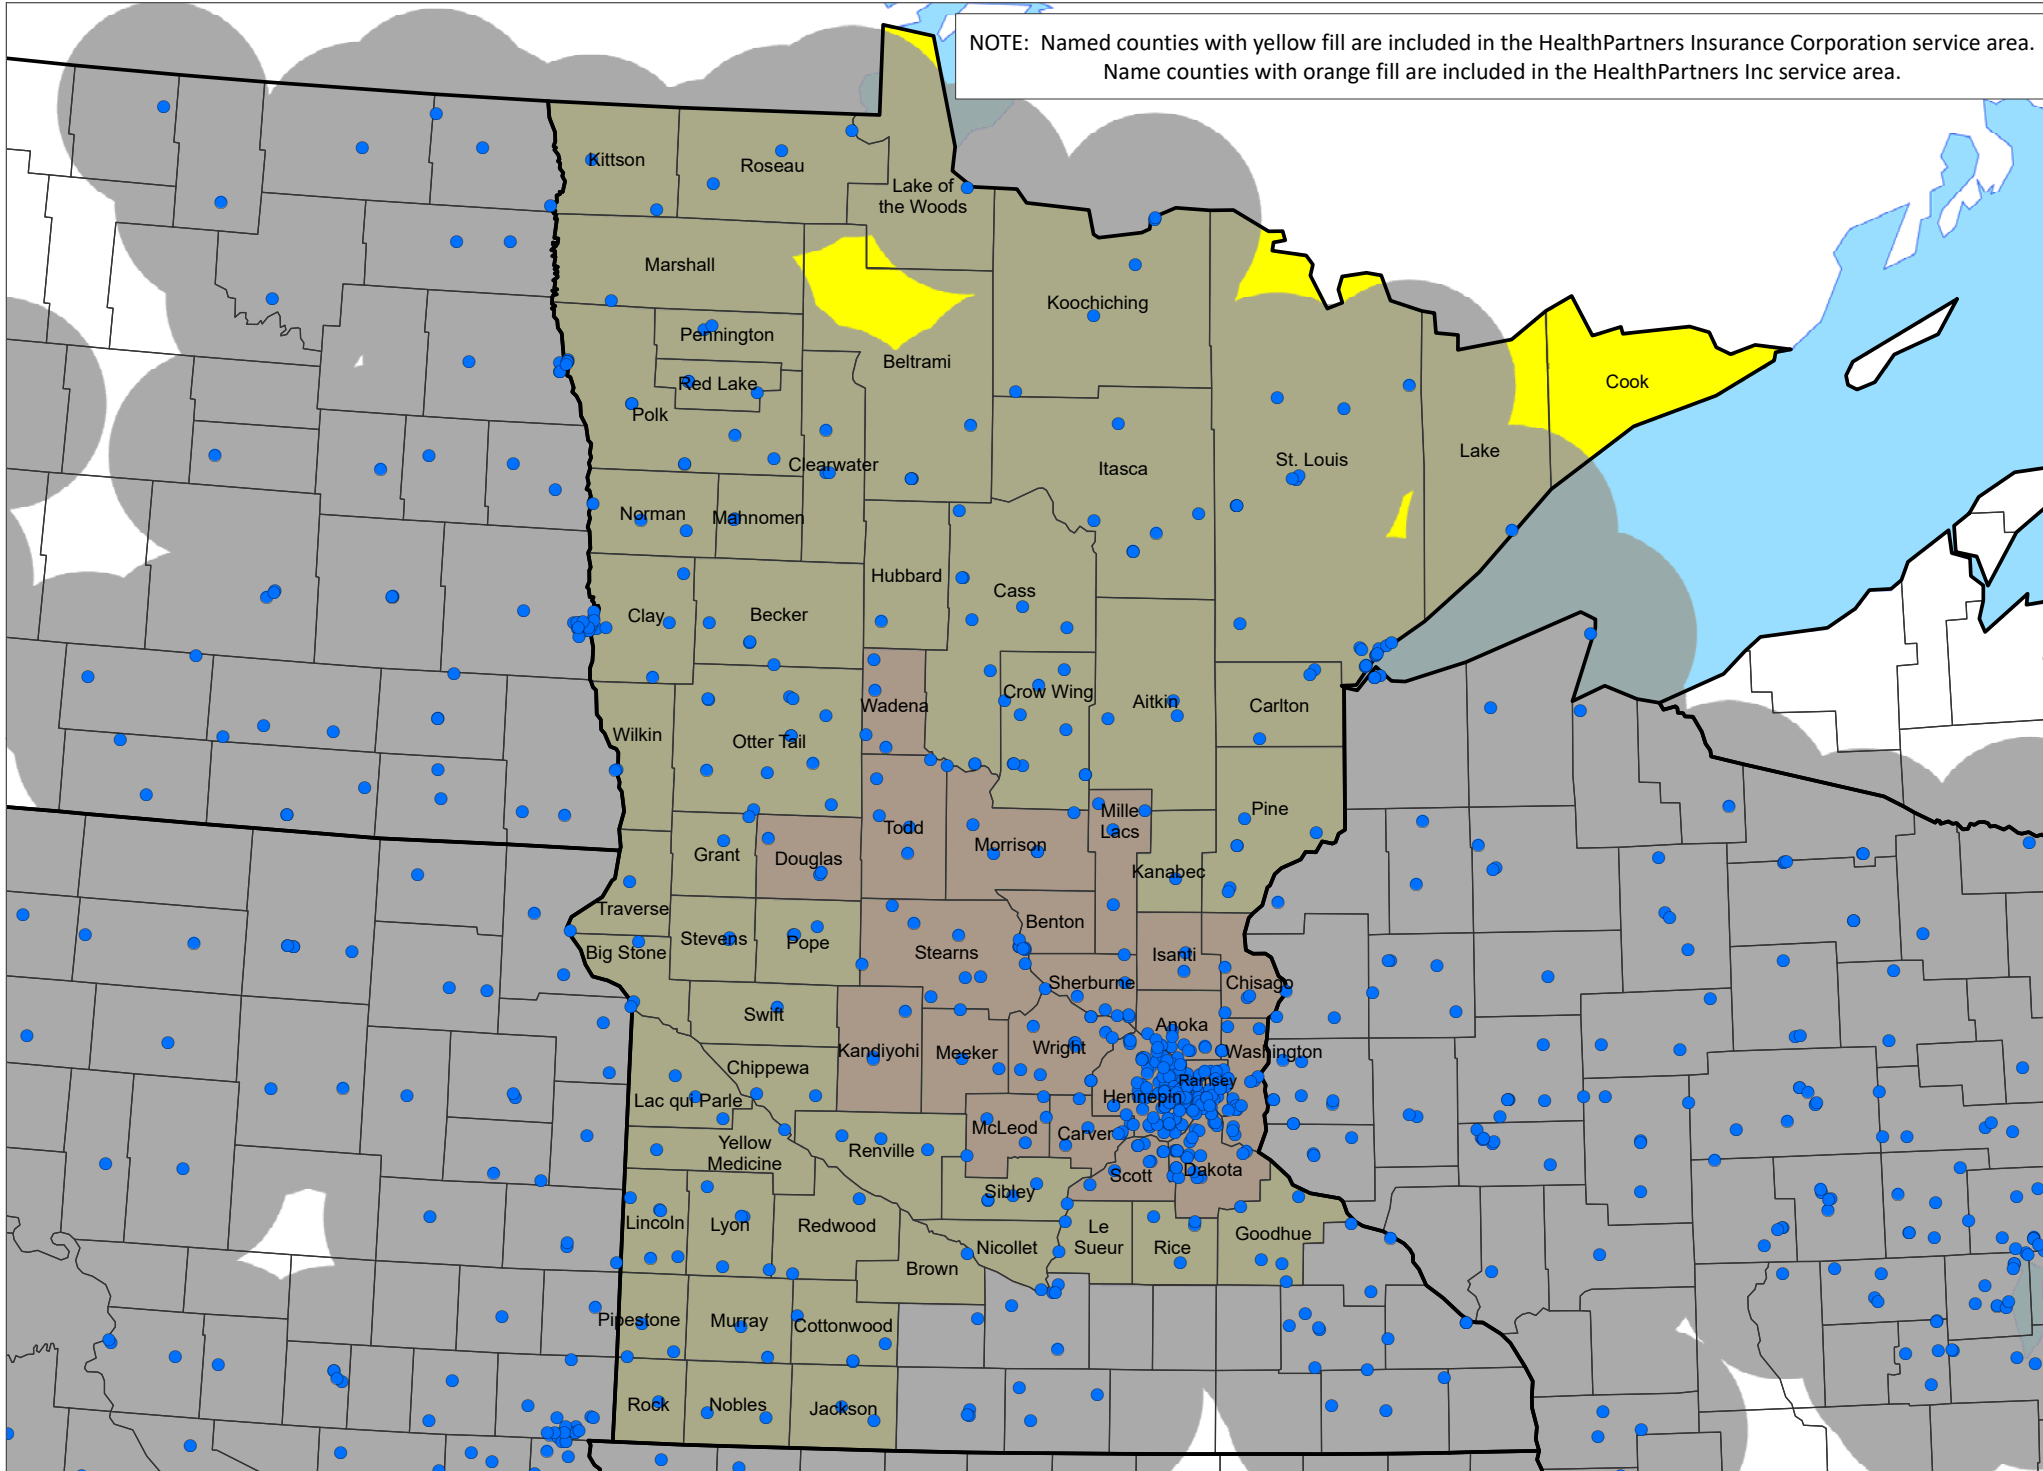 NOTE:  Named counties with yellow fill are included in the HealthPartners Insurance Corporation service area.
Name counties with orange fill are included in the HealthPartners Inc service area.
Kittson
Roseau
Lake of
the Woods
Marshall
Koochiching
Pennington
Beltrami
Red Lake
Cook
Polk
Clearwater
Itasca
St. Louis
Lake
Norman
Mahnomen
Hubbard
Cass
Clay
Becker
Wadena
Crow Wing
Aitkin
Carlton
Wilkin
Otter Tail
Pine
Mille
Lacs
Todd
Morrison
Grant
Douglas
Kanabec
Traverse
Benton
Stevens
Pope
Big Stone
Stearns
Isanti
Sherburne
Chisago
Swift
Anoka
Kandiyohi
Meeker
Wright
Washington
Chippewa
Ramsey
Lac qui Parle
Hennepin
McLeod
Carver
Yellow
Medicine
Renville
Scott
Dakota
Sibley
Lincoln
Lyon
Redwood
Le
Sueur
Rice
Goodhue
Nicollet
Brown
Pipestone
Murray
Cottonwood
Rock
Nobles
Jackson